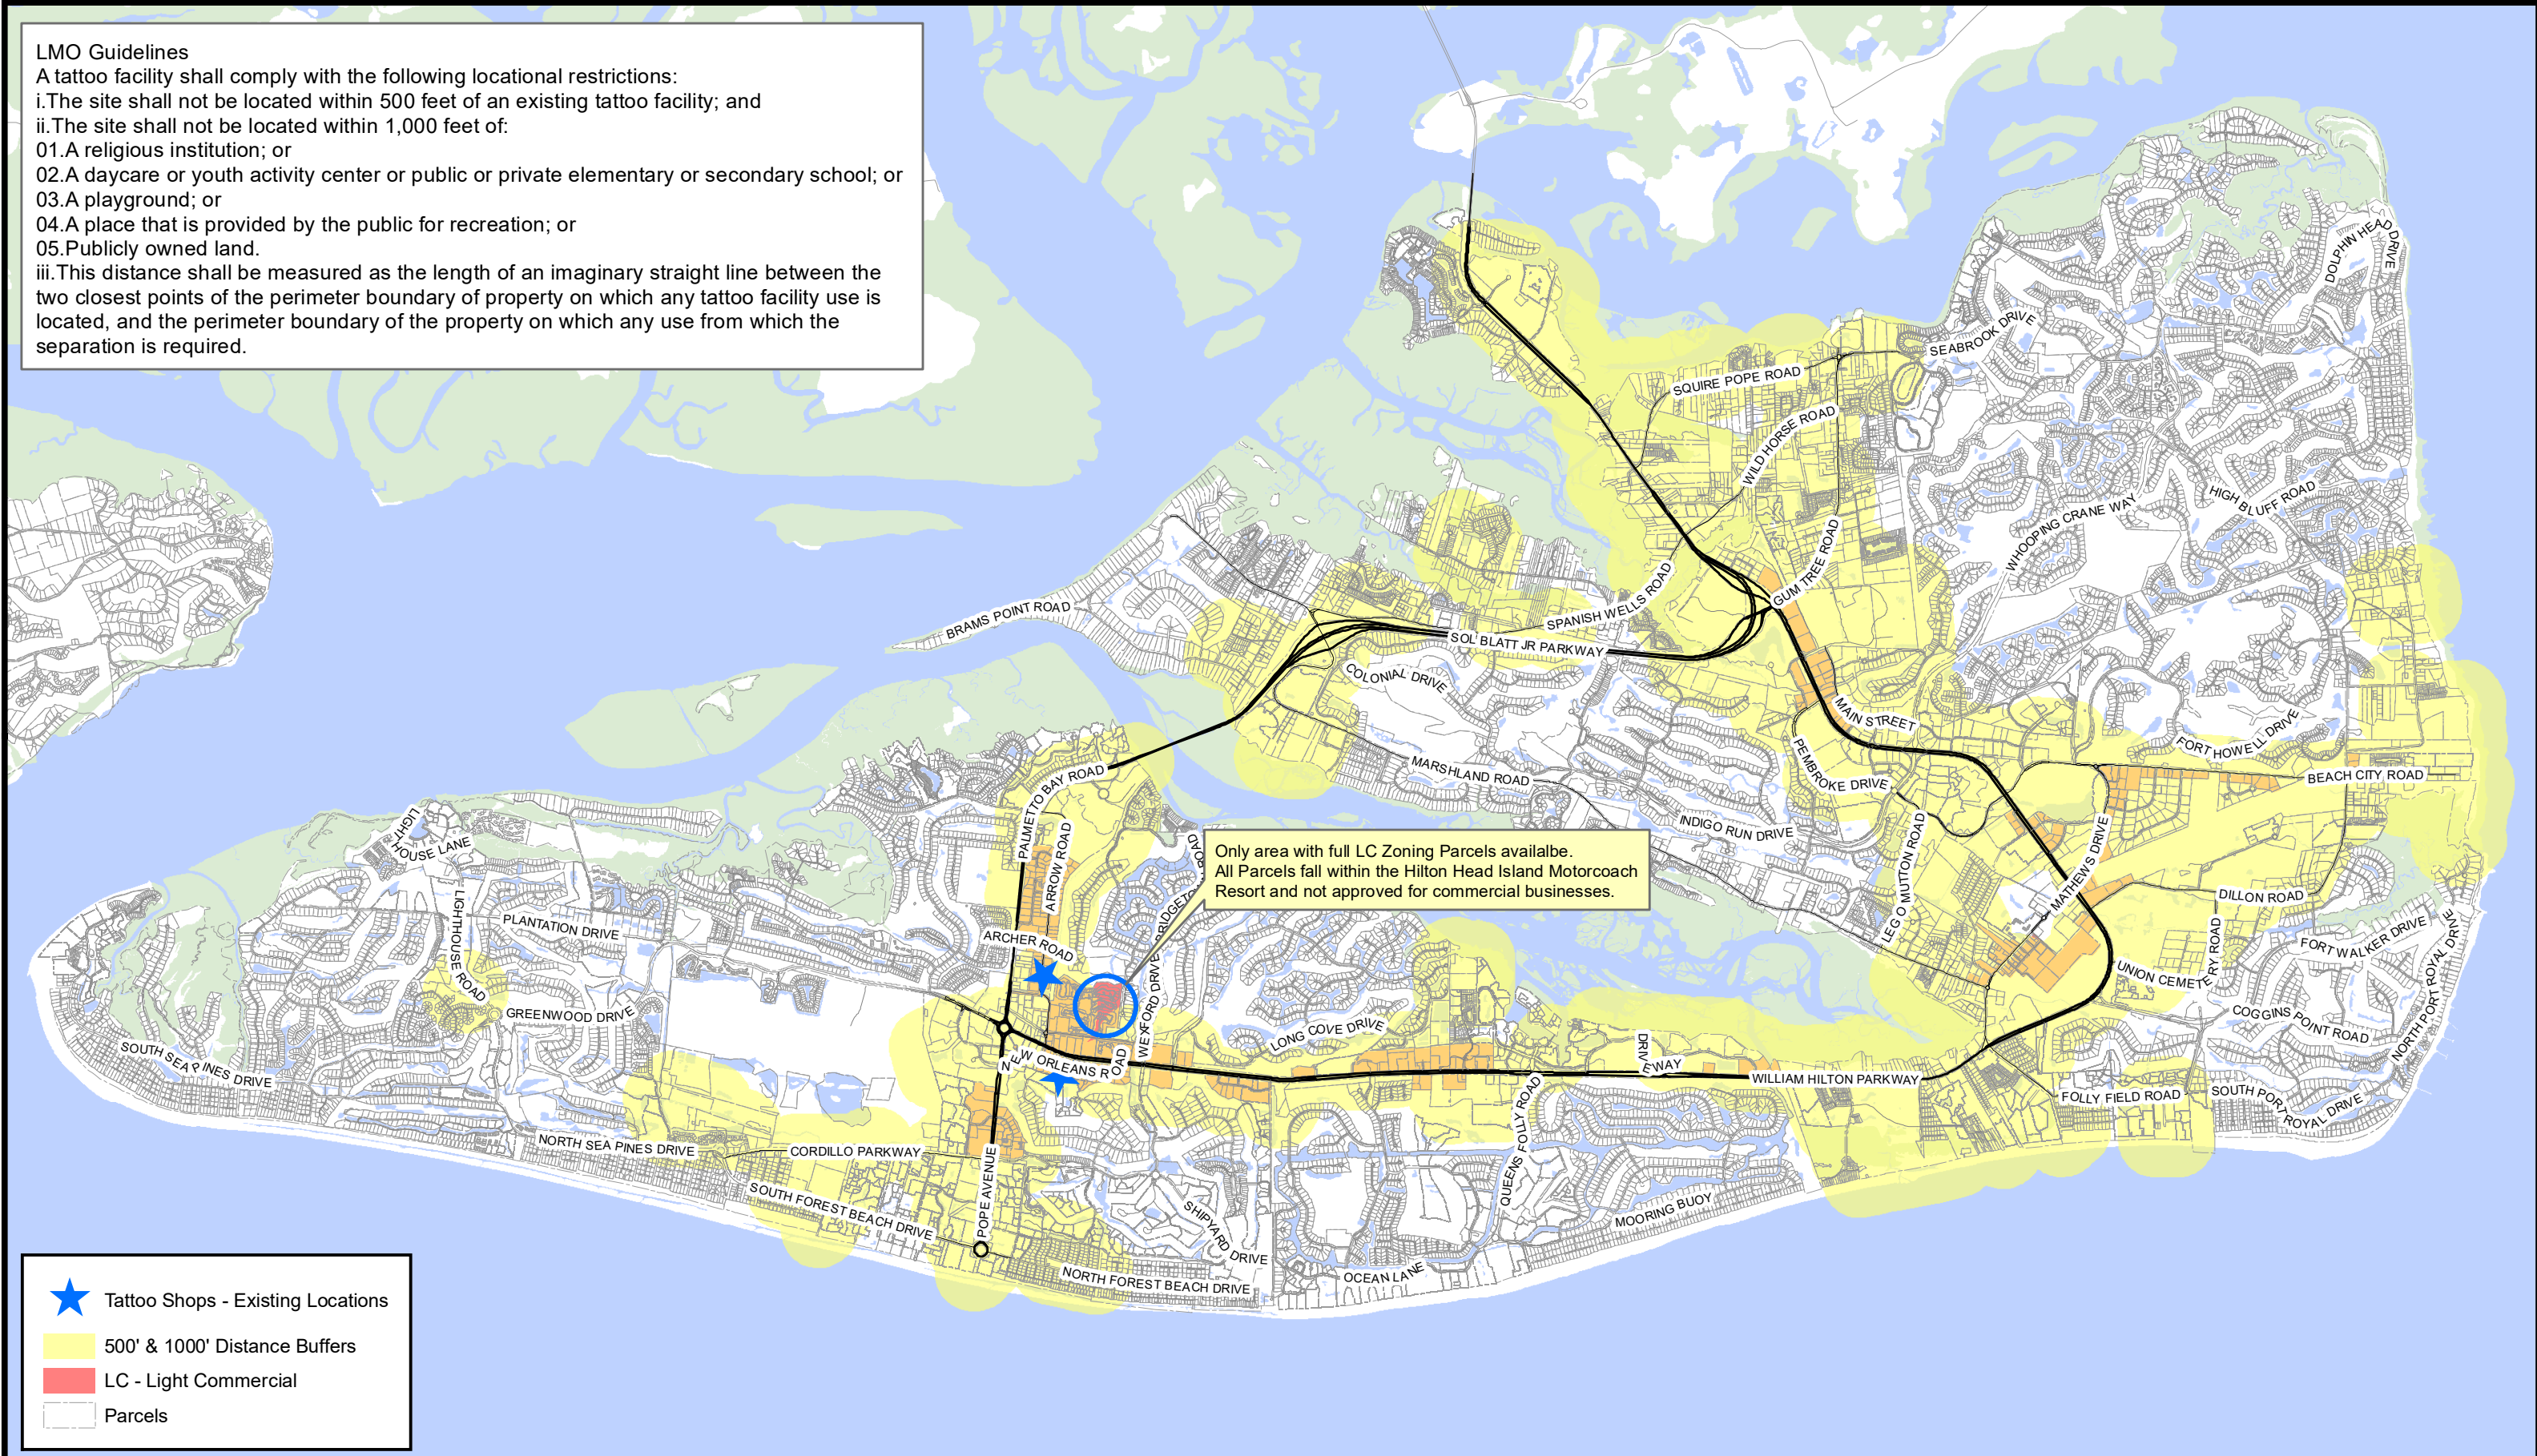 LMO Guidelines
A tattoo facility shall comply with the following locational restrictions:
i.The site shall not be located within 500 feet of an existing tattoo facility; and
ii.The site shall not be located within 1,000 feet of:
01.A religious institution; or
02.A daycare or youth activity center or public or private elementary or secondary school; or
03.A playground; or
04.A place that is provided by the public for recreation; or
05.Publicly owned land.
iii.This distance shall be measured as the length of an imaginary straight line between the
two closest points of the perimeter boundary of property on which any tattoo facility use is
located, and the perimeter boundary of the property on which any use from which the
separation is required.
DOLPHIN HEAD DRIVE
SEABROOK DRIVE
SQUIRE POPE ROAD
WILD HORSE ROAD
HIGH BLUFF ROAD
WHOOPING CRANE WAY
GUM TREE ROAD
SPANISH WELLS ROAD
BRAMS POINT ROAD
SOL BLATT JR PARKWAY
COLONIAL DRIVE
MAIN STREET
FORT HOWELL DRIVE
PEMBROKE DRIVE
MARSHLAND ROAD
BEACH CITY ROAD
PALMETTO BAY ROAD
INDIGO RUN DRIVE
LEG O MUTTON ROAD
MATHEWS DRIVE
LIGHT
HOUSE LANE
ARROW ROAD
ROAD
BRIDGE
Only area with full LC Zoning Parcels availalbe.
All Parcels fall within the Hilton Head Island Motorcoach
Resort and not approved for commercial businesses.
DILLON ROAD
LIGHTHOUSE ROAD
PLANTATION DRIVE
ARCHER ROAD
FORT WALKER DRIVE
UNION CEMETERY ROAD
NORTH PORT ROYAL DRIVE
GREENWOOD DRIVE
WEXFORD DRIVE
LONG COVE DRIVE
COGGINS POINT ROAD
SOUTH SEA PINES DRIVE
NEW ORLEANS ROAD
DRIVE
WAY
WILLIAM HILTON PARKWAY
FOLLY FIELD ROAD
SOUTH PORT ROYAL DRIVE
NORTH SEA PINES DRIVE
CORDILLO PARKWAY
QUEENS FOLLY ROAD
SOUTH FOREST BEACH DRIVE
POPE AVENUE
SHIPYARD DRIVE
MOORING BUOY
NORTH FOREST BEACH DRIVE
OCEAN LANE
Tattoo Shops - Existing Locations
500' & 1000' Distance Buffers
LC - Light Commercial
Parcels